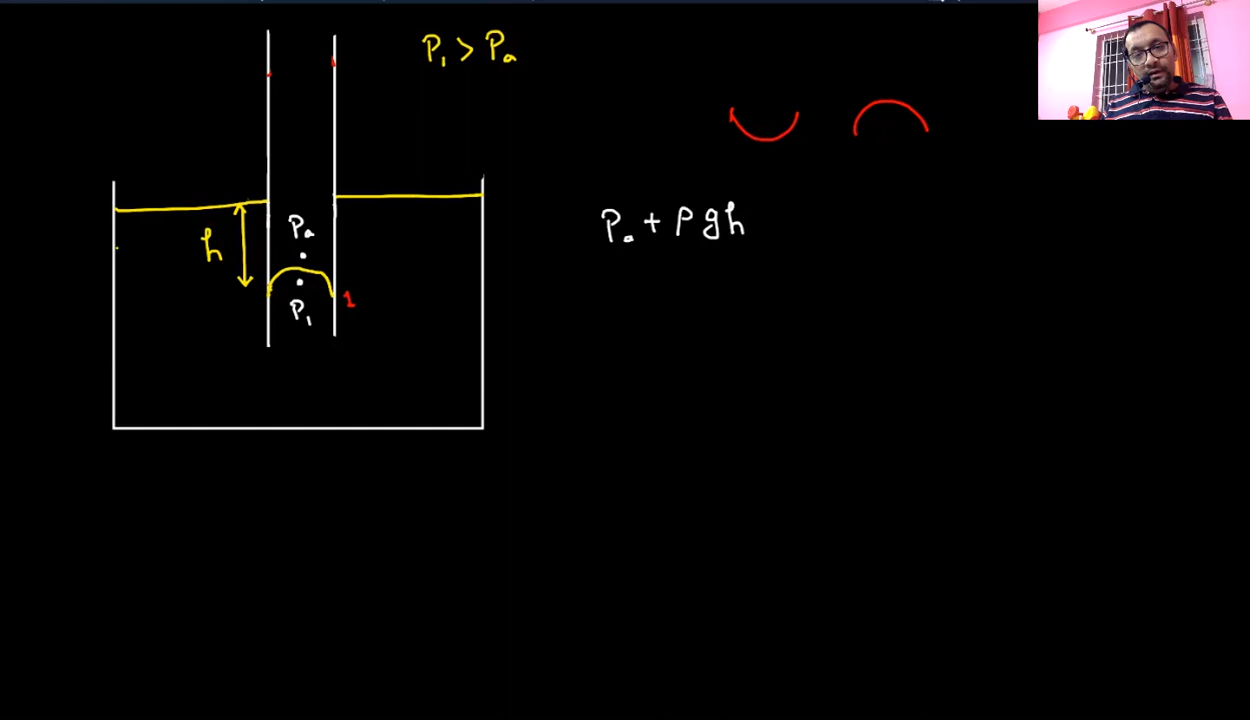 P₁ > Pₐ
Pₐ
h
P₁
1
Pₐ + ρgh